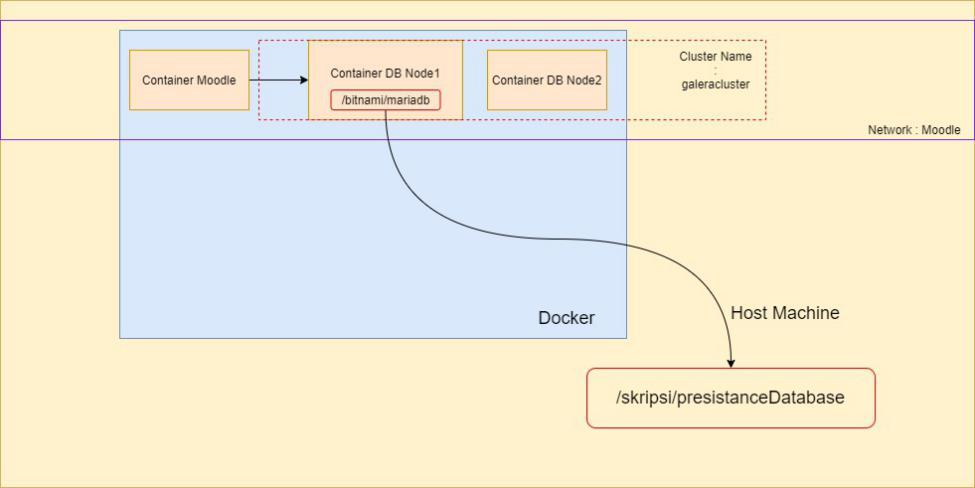 Container Moodle
Container DB Node1
/bitnami/mariadb
Container DB Node2
Cluster Name
:
galeracluster
Network : Moodle
Docker
Host Machine
/skripsi/presistanceDatabase